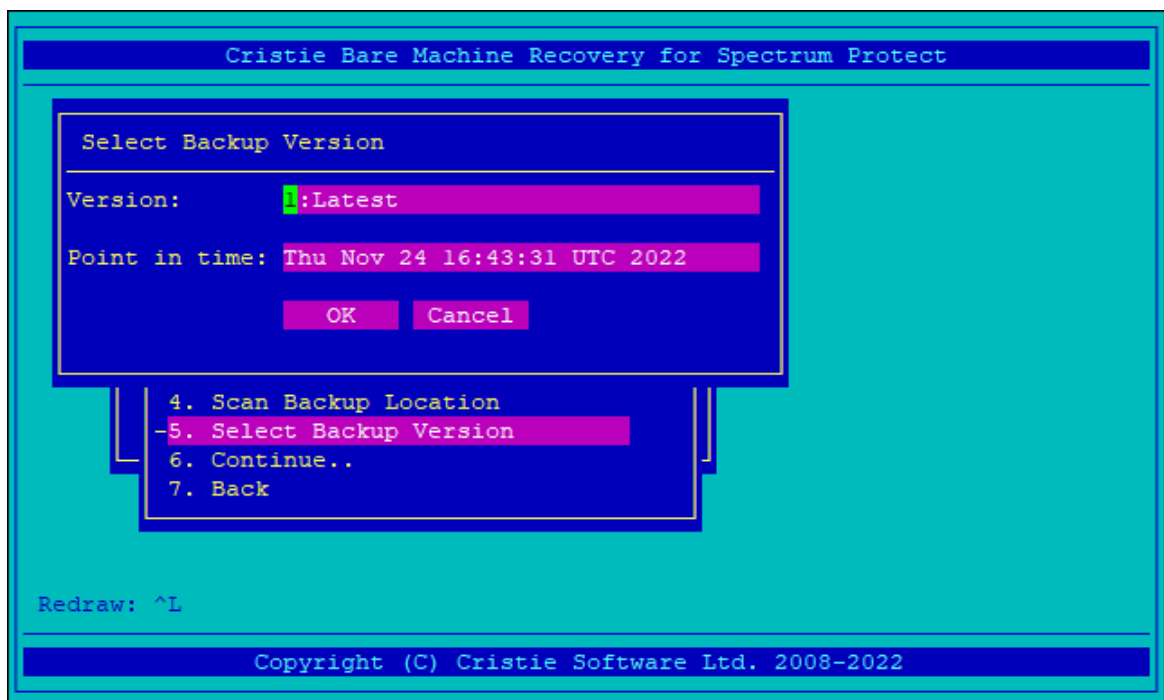 Cristie Bare Machine Recovery for Spectrum Protect
Select Backup Version
Version: 1:Latest
Point in time: Thu Nov 24 16:43:31 UTC 2022
OK Cancel
4. Scan Backup Location
5. Select Backup Version
6. Continue..
7. Back
Redraw: ^L
Copyright (C) Cristie Software Ltd. 2008-2022